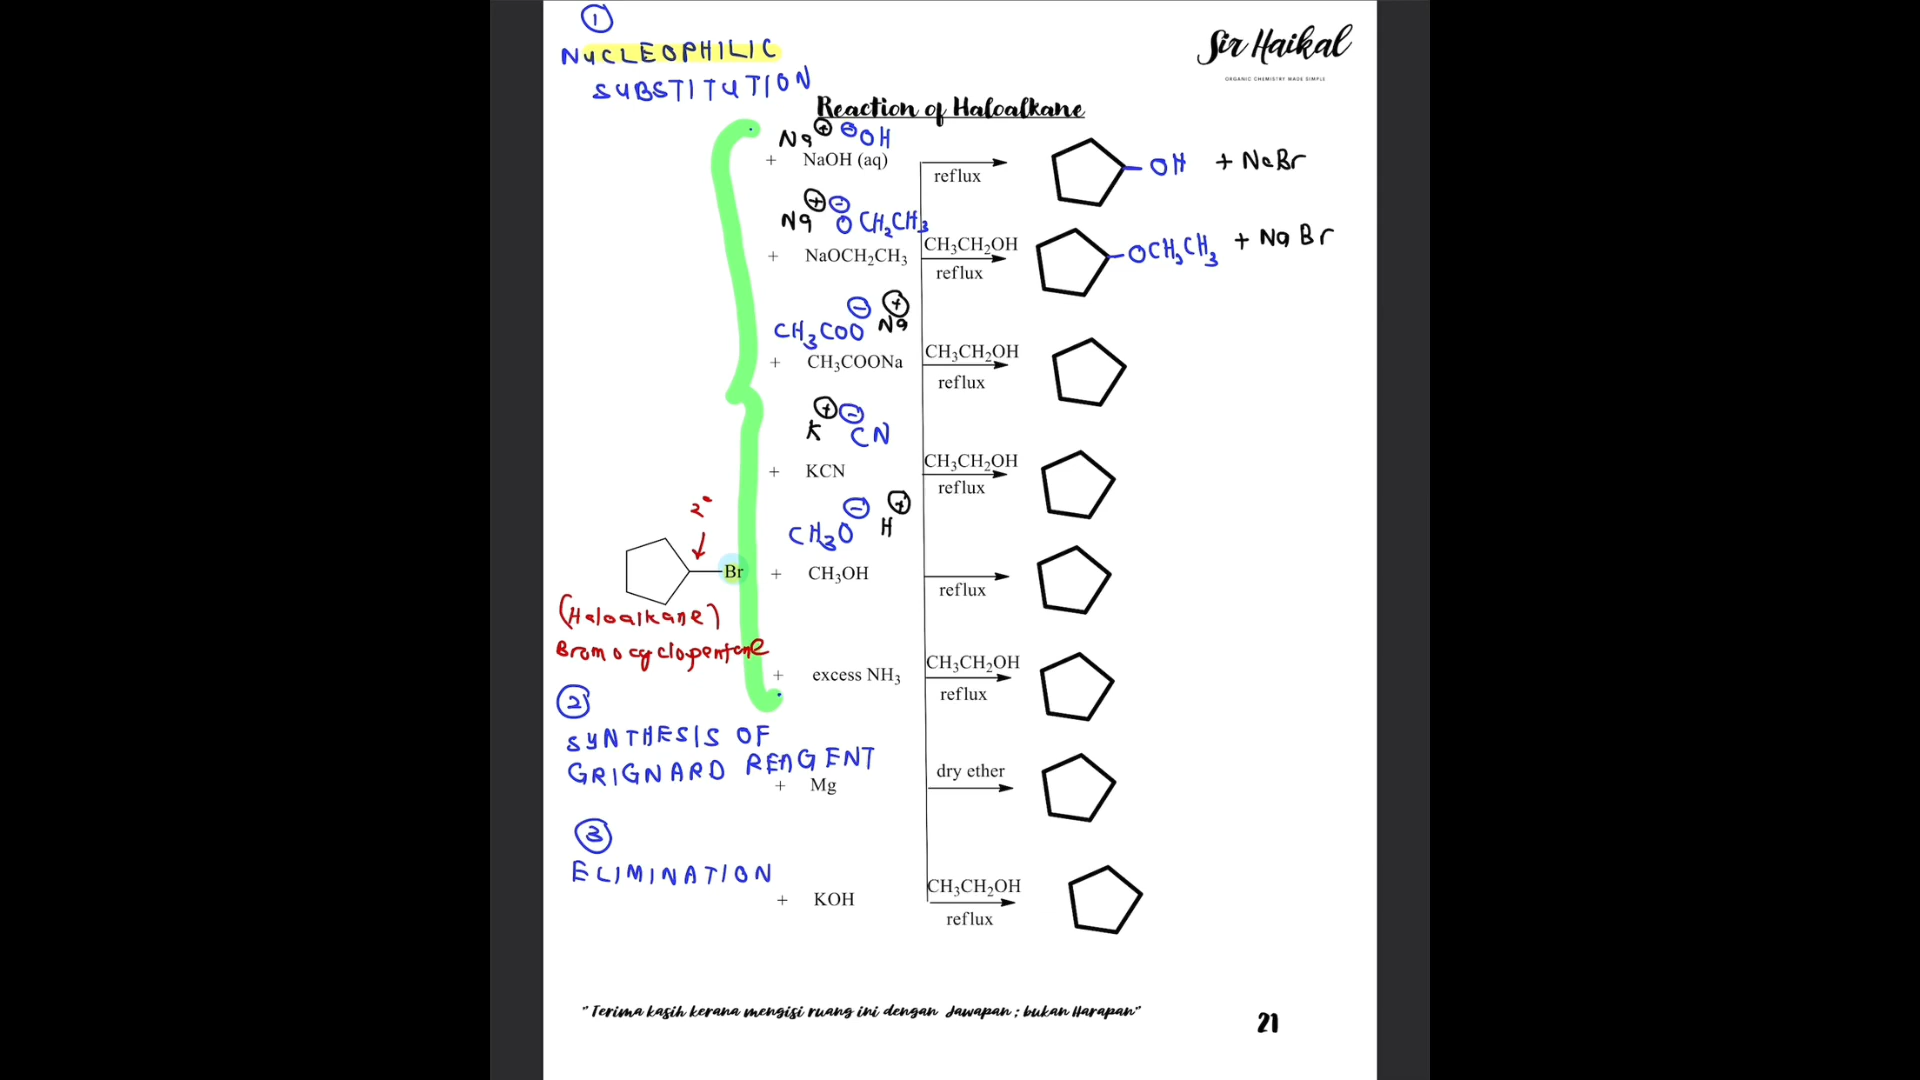 ①
NUCLEOPHILIC
SUBSTITUTION
Sir Haikal
ORGANIC CHEMISTRY MADE SIMPLE
Reaction of Haloalkane
Na⊕ ⊖OH
+ NaOH (aq) reflux
OH + NaBr
Na⊕ ⊖OCH₂CH₃
+ NaOCH₂CH₃ CH₃CH₂OH reflux
OCH₂CH₃ + NaBr
CH₃COO⊖ Na⊕
+ CH₃COONa CH₃CH₂OH reflux
K⊕ ⊖CN
+ KCN CH₃CH₂OH reflux
2°
CH₃O⊖ H⊕
Br + CH₃OH reflux
(Haloalkane)
Bromocyclopentane
+ excess NH₃ CH₃CH₂OH reflux
②
SYNTHESIS OF
GRIGNARD REAGENT
+ Mg dry ether
③
ELIMINATION
+ KOH CH₃CH₂OH reflux
"Terima kasih kerana mengisi ruang ini dengan Jawapan ; bukan Harapan"
21